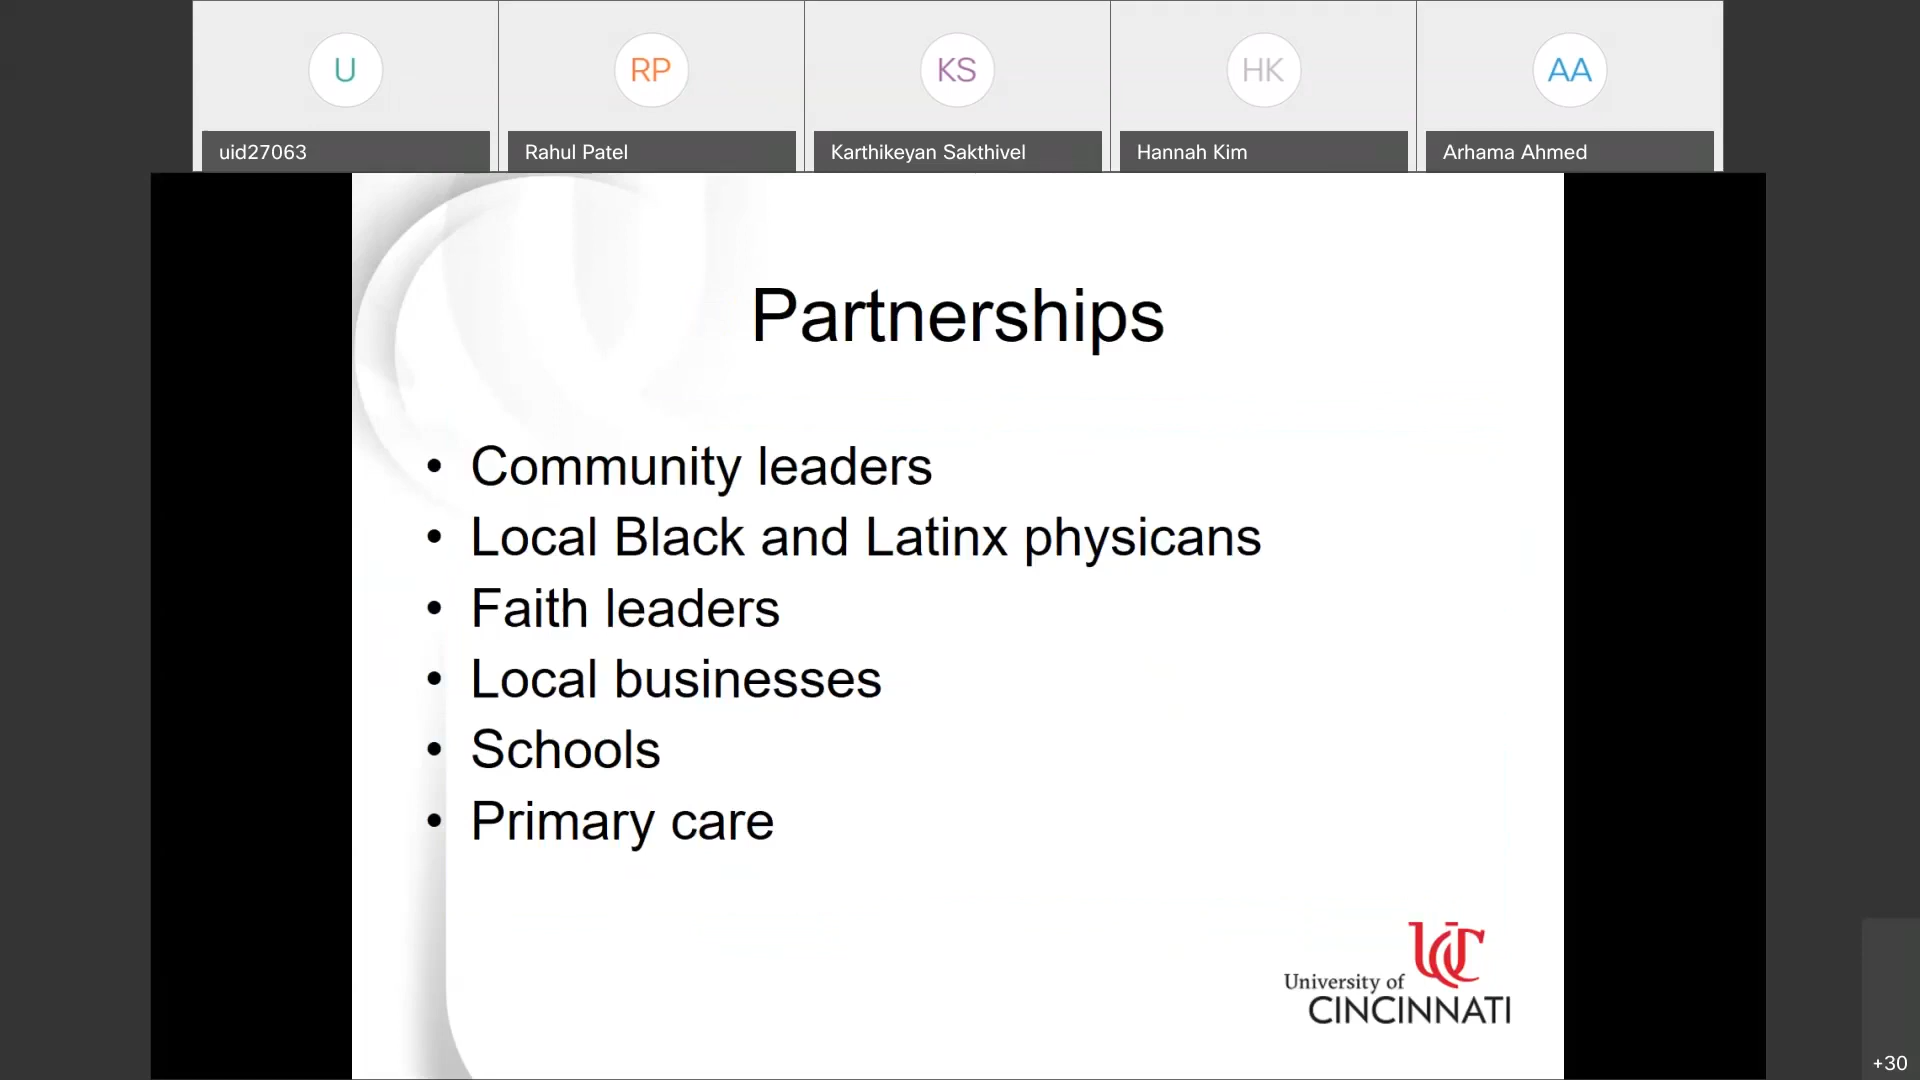 U
RP
KS
HK
AA
uid27063
Rahul Patel
Karthikeyan Sakthivel
Hannah Kim
Arhama Ahmed
Partnerships
• Community leaders
• Local Black and Latinx physicans
• Faith leaders
• Local businesses
• Schools
• Primary care
UC
University of
CINCINNATI
+30